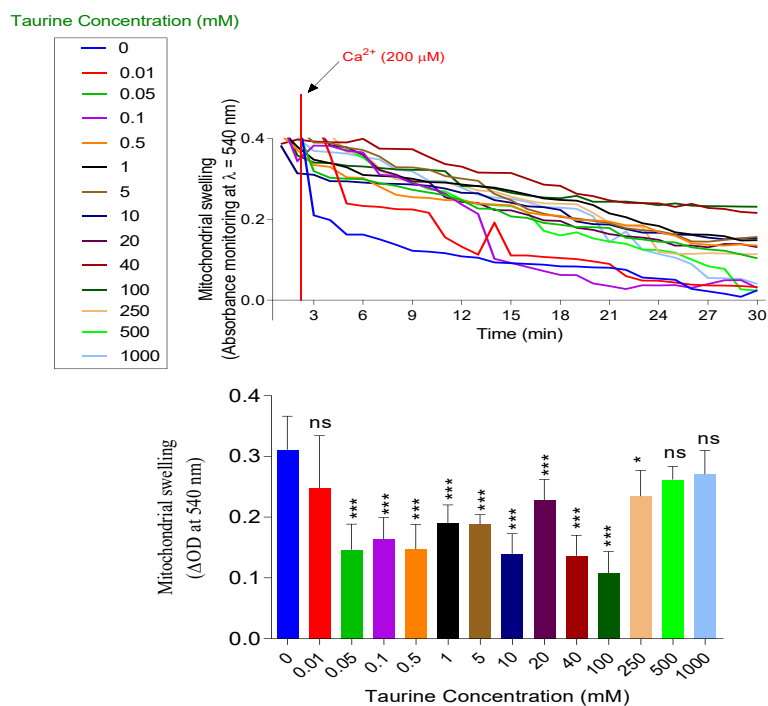 Taurine Concentration (mM)
0
0.01
0.05
0.1
0.5
1
5
10
20
40
100
250
500
1000
Ca²⁺ (200 μM)
Mitochondrial swelling
(Absorbance monitoring at λ = 540 nm)
0.4
0.2
0.0
3 6 9 12 15 18 21 24 27 30
Time (min)
Mitochondrial swelling
(ΔOD at 540 nm)
0.4
0.3
0.2
0.1
0.0
ns *** *** *** *** *** *** *** *** *** * ns ns
0 0.01 0.05 0.1 0.5 1 5 10 20 40 100 250 500 1000
Taurine Concentration (mM)